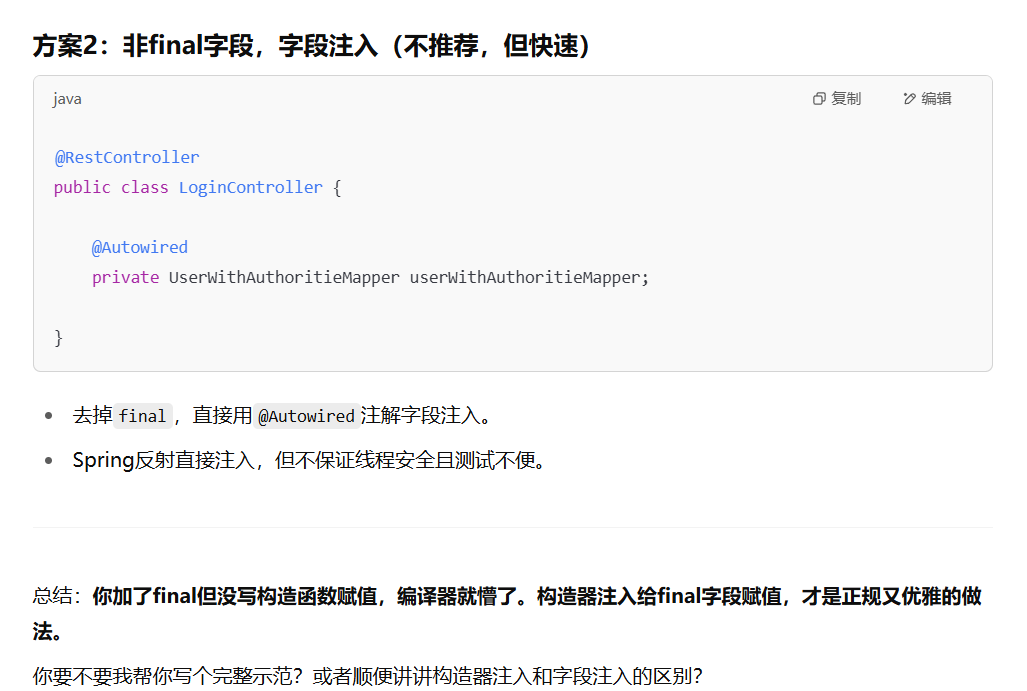 方案2：非final字段，字段注入（不推荐，但快速）
java
复制
编辑
@RestController
public class LoginController {
@Autowired
private UserWithAuthoritieMapper userWithAuthoritieMapper;
}
去掉final，直接用@Autowired注解字段注入。
Spring反射直接注入，但不保证线程安全且测试不便。
总结：你加了final但没写构造函数赋值，编译器就懵了。构造器注入给final字段赋值，才是正规又优雅的做
法。
你要不要我帮你写个完整示范？或者顺便讲讲构造器注入和字段注入的区别？